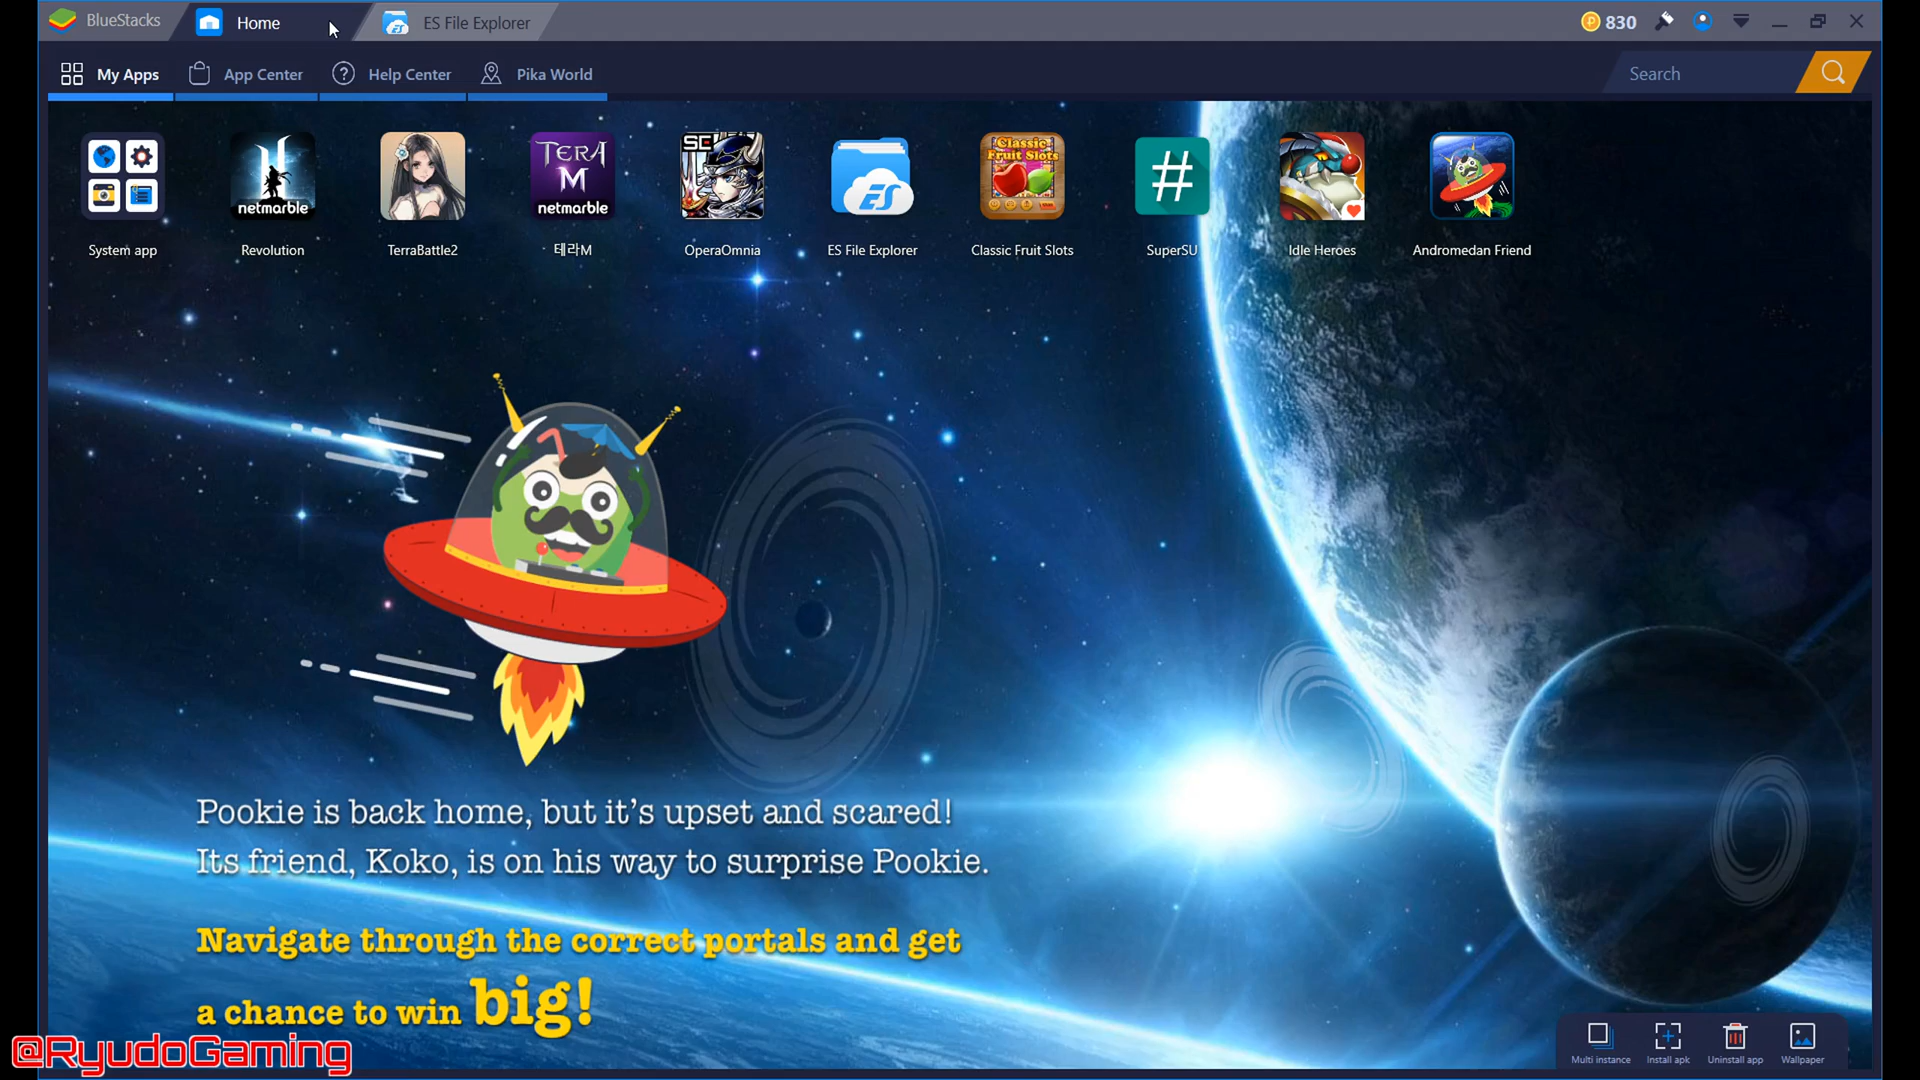 BlueStacks
Home
ES File Explorer
830
My Apps
App Center
Help Center
Pika World
Search
netmarble
TERA
M
netmarble
SE
ES
Classic
Fruit Slots
#
System app
Revolution
TerraBattle2
테라M
OperaOmnia
ES File Explorer
Classic Fruit Slots
SuperSU
Idle Heroes
Andromedan Friend
Pookie is back home, but it's upset and scared!
Its friend, Koko, is on his way to surprise Pookie.
Navigate through the correct portals and get
a chance to win big!
@RyudoGaming
Multi instance
Install apk
Uninstall app
Wallpaper